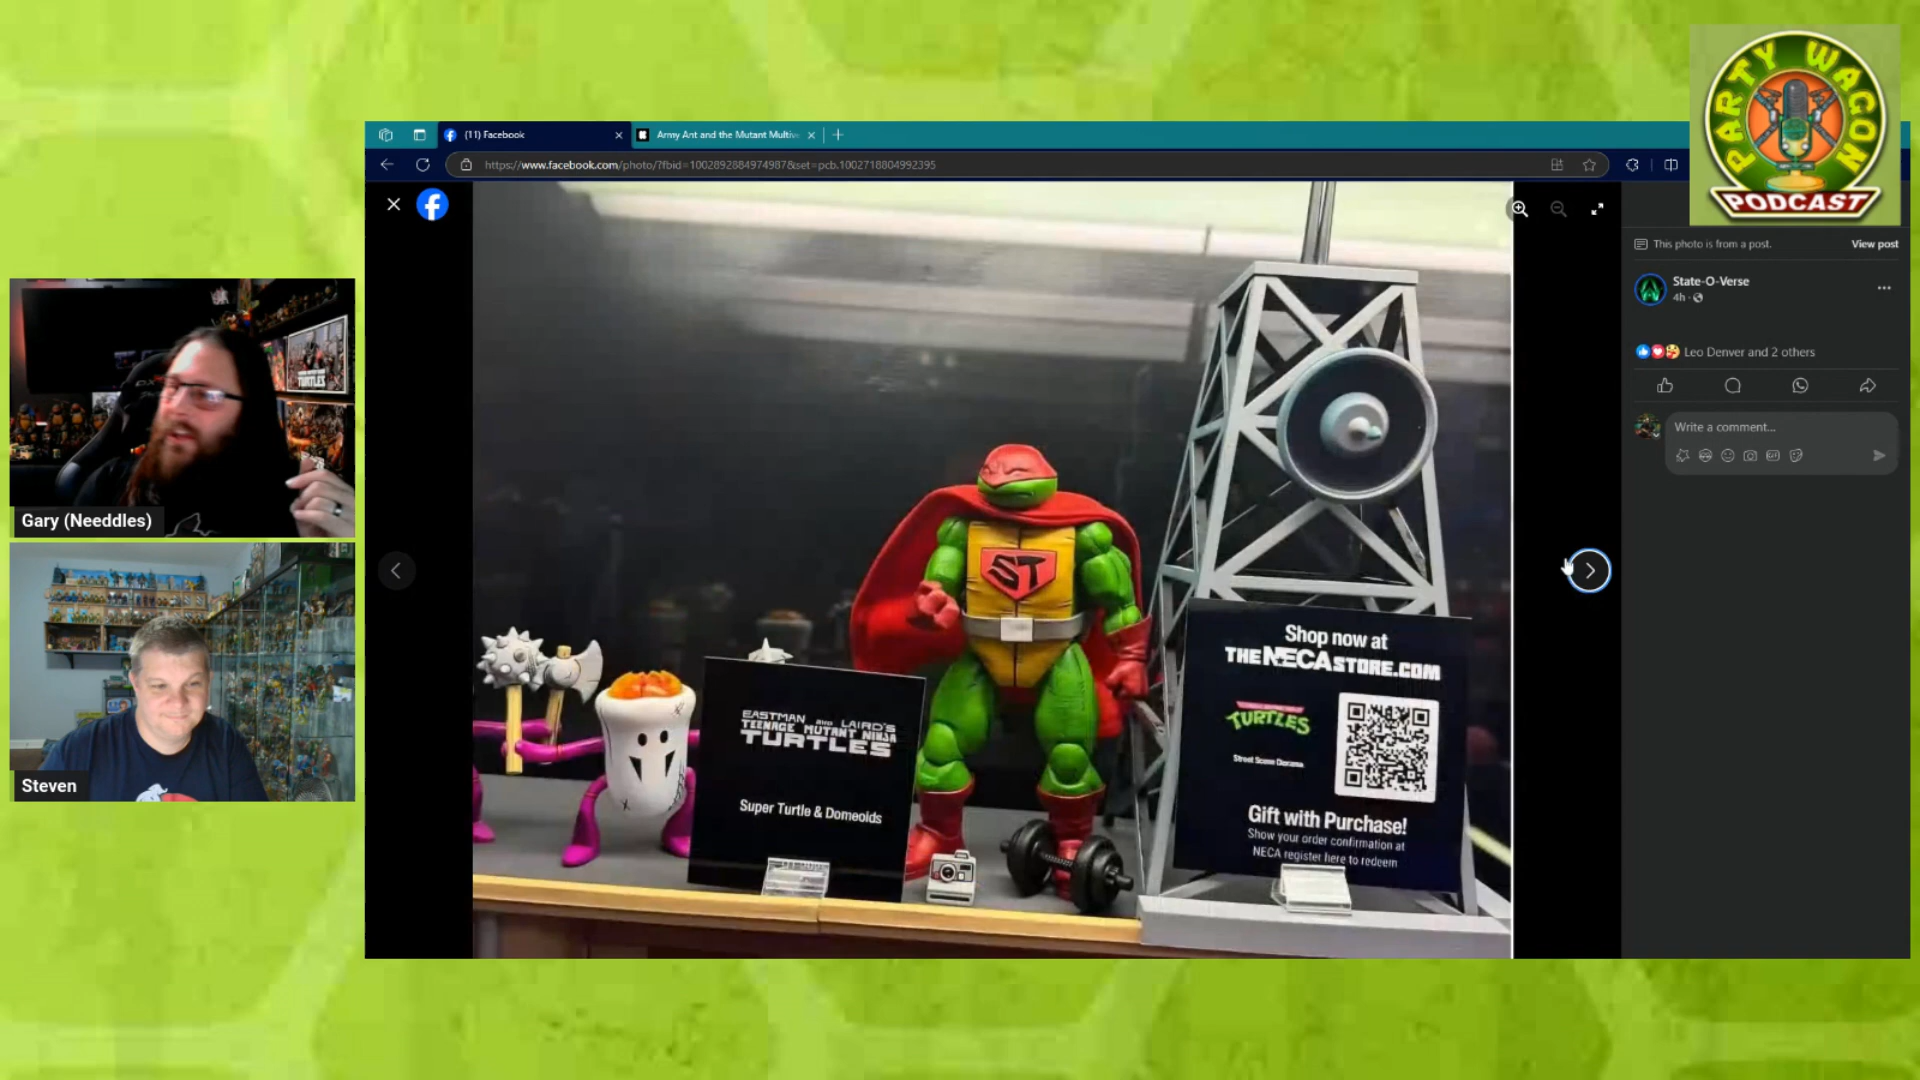 PARTY WAGON
PODCAST
(11) Facebook
Army Ant and the Mutant Multiv
https://www.facebook.com/photo/?fbid=1002892884974987&set=pcb.1002718804992395
This photo is from a post.
View post
State-O-Verse
4h
Leo Denver and 2 others
Write a comment...
TURTLES
Gary (Needdles)
Steven
ST
EASTMAN AND LAIRD'S
TEENAGE MUTANT NINJA
TURTLES
Super Turtle & Domeoids
Shop now at
THENECASTORE.COM
TURTLES
Street Scene Diorama
Gift with Purchase!
Show your order confirmation at
NECA register here to redeem